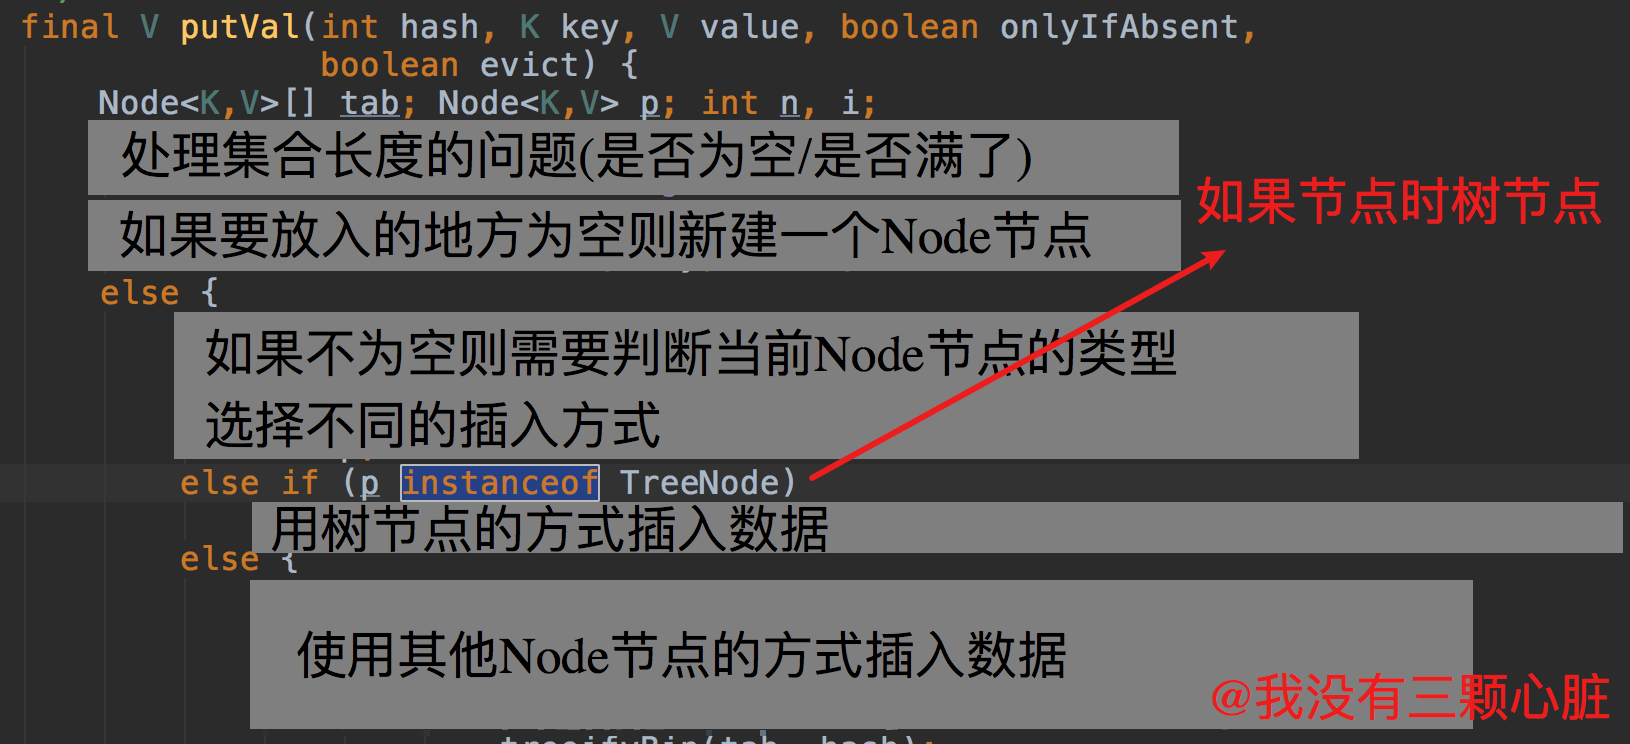 final V putVal(int hash, K key, V value, boolean onlyIfAbsent,
boolean evict) {
Node<K,V>[] tab; Node<K,V> p; int n, i;
处理集合长度的问题(是否为空/是否满了)
如果节点时树节点
如果要放入的地方为空则新建一个Node节点
else {
如果不为空则需要判断当前Node节点的类型
选择不同的插入方式
else if (p instanceof TreeNode)
用树节点的方式插入数据
else {
使用其他Node节点的方式插入数据
@我没有三颗心脏
treeifyBin(tab, hash);